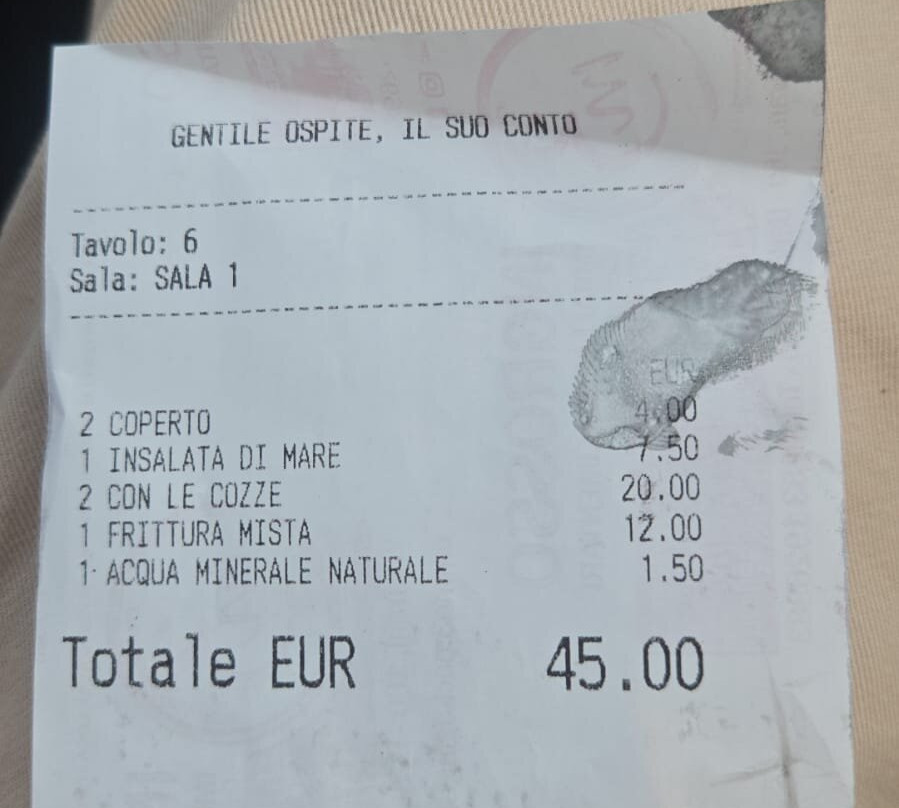 GENTILE OSPITE, IL SUO CONTO
Tavolo: 6
Sala: SALA 1
EUR
2 COPERTO 4.00
1 INSALATA DI MARE 7.50
2 CON LE COZZE 20.00
1 FRITTURA MISTA 12.00
1 ACQUA MINERALE NATURALE 1.50
Totale EUR 45.00